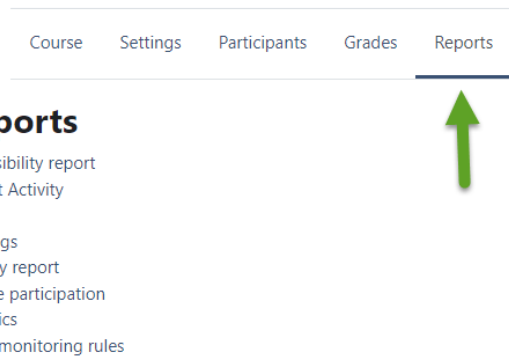 Course Settings Participants Grades Reports
ports
sibility report
t Activity
gs
y report
e participation
ics
monitoring rules